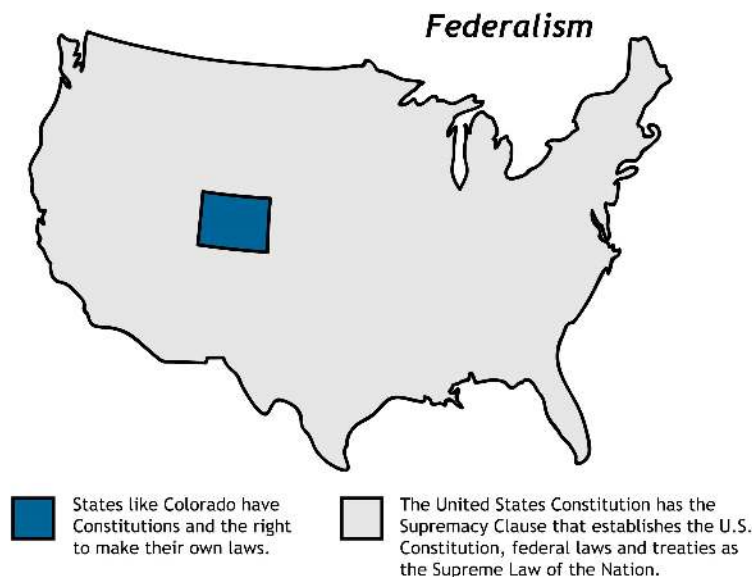 Federalism
States like Colorado have
Constitutions and the right
to make their own laws.
The United States Constitution has the
Supremacy Clause that establishes the U.S.
Constitution, federal laws and treaties as
the Supreme Law of the Nation.